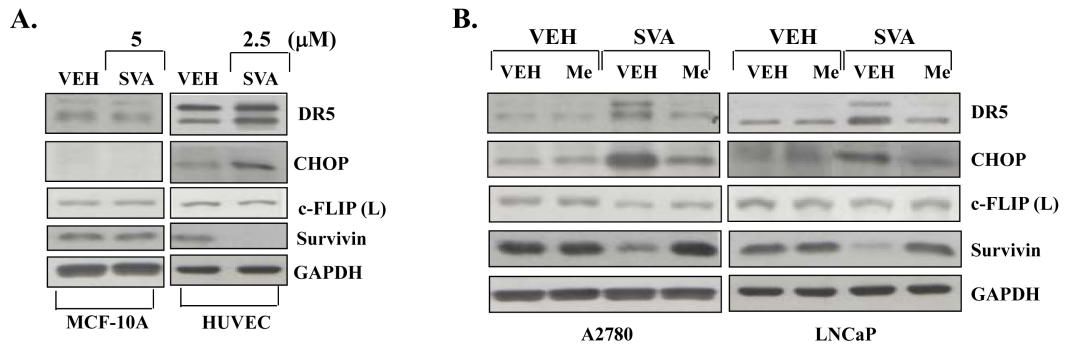 A.
5 2.5 (µM)
VEH SVA VEH SVA
DR5
CHOP
c-FLIP (L)
Survivin
GAPDH
MCF-10A HUVEC
B.
VEH SVA VEH SVA
VEH Me VEH Me VEH Me VEH Me
DR5
CHOP
c-FLIP (L)
Survivin
GAPDH
A2780 LNCaP